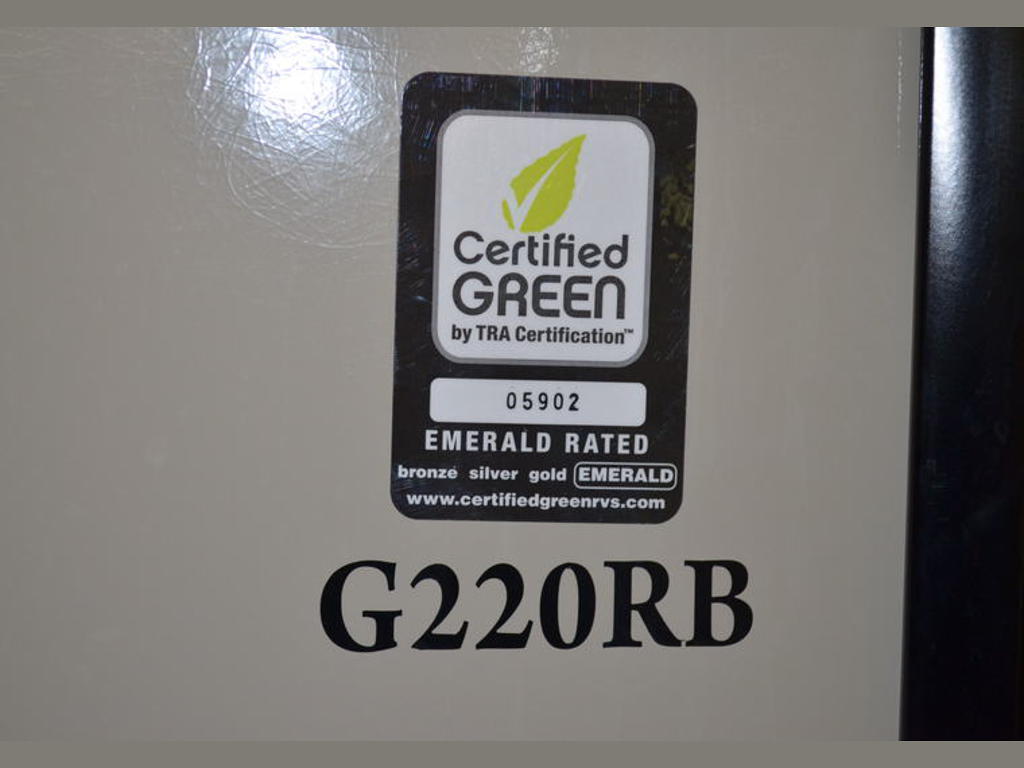 Certified
GREEN
by TRA Certification™
05902
EMERALD RATED
bronze silver gold EMERALD
www.certifiedgreenrvs.com
G220RB